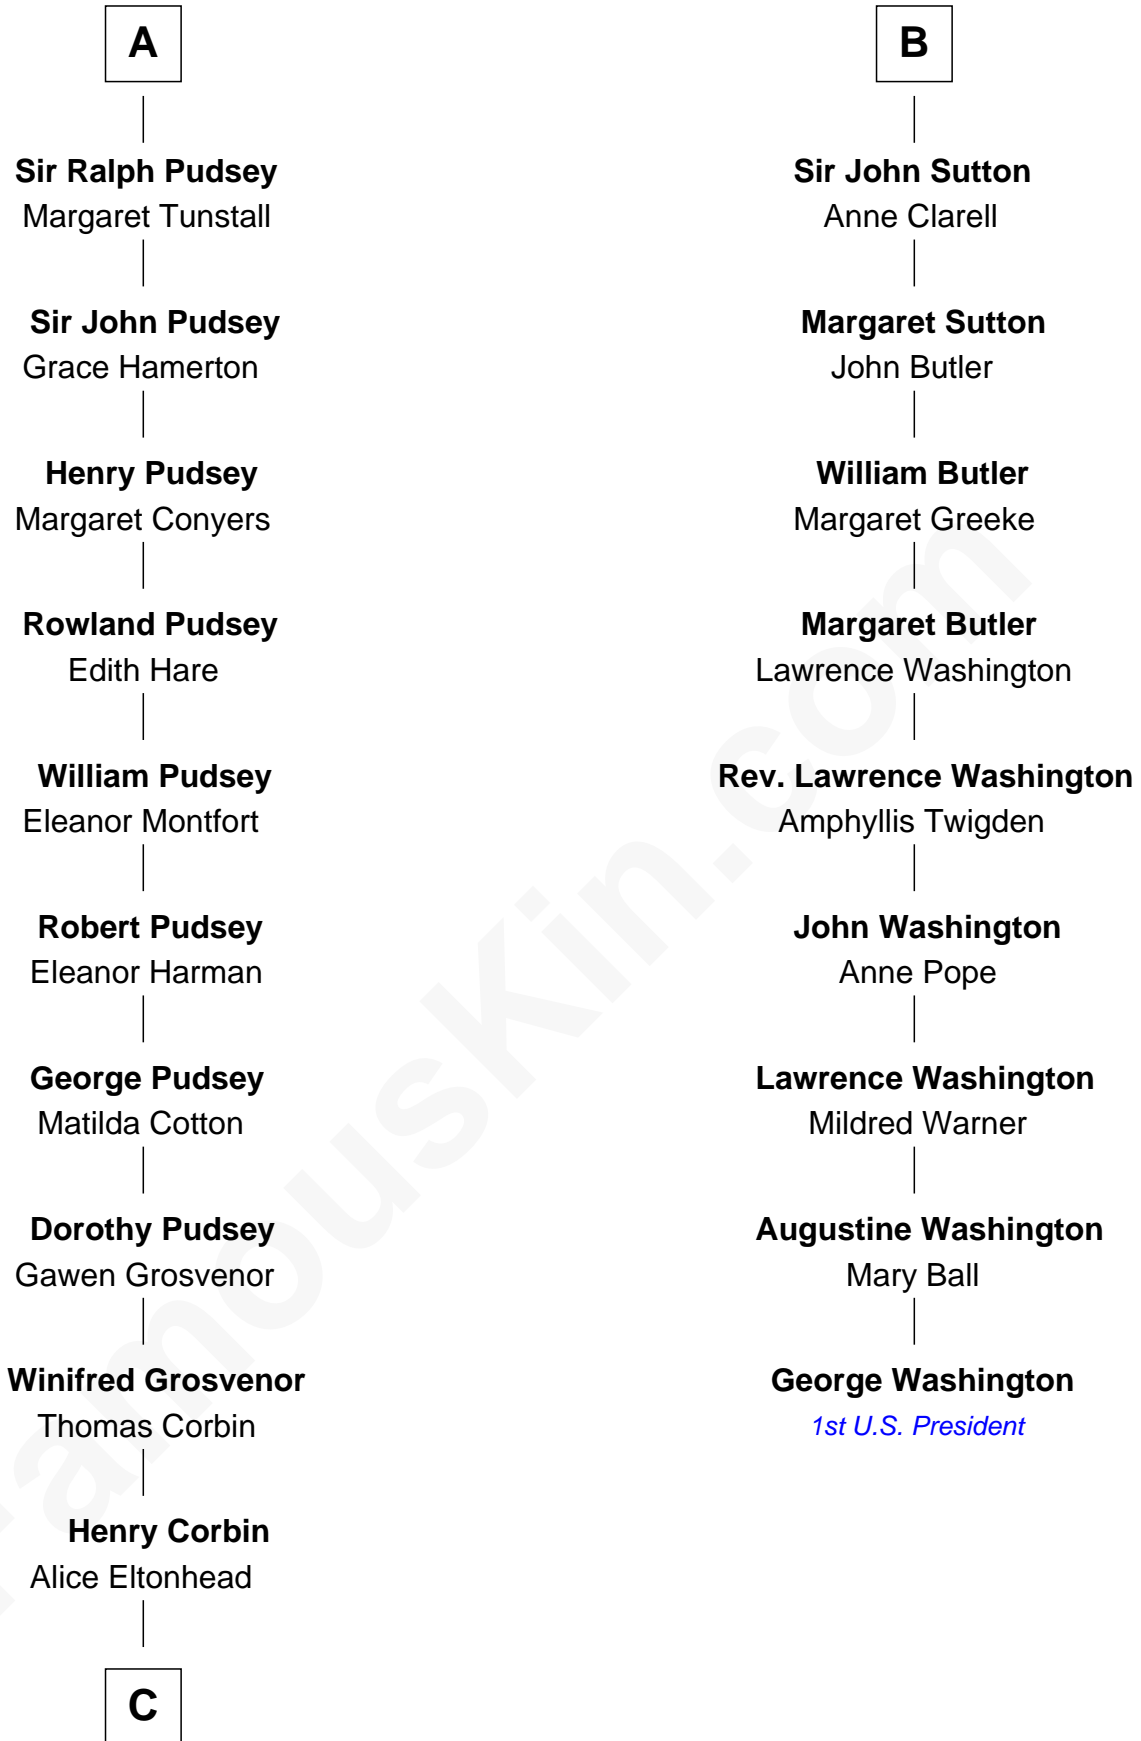 A
Sir Ralph Pudsey
Margaret Tunstall
Sir John Pudsey
Grace Hamerton
Henry Pudsey
Margaret Conyers
Rowland Pudsey
Edith Hare
William Pudsey
Eleanor Montfort
Robert Pudsey
Eleanor Harman
George Pudsey
Matilda Cotton
Dorothy Pudsey
Gawen Grosvenor
Winifred Grosvenor
Thomas Corbin
Henry Corbin
Alice Eltonhead
C
B
Sir John Sutton
Anne Clarell
Margaret Sutton
John Butler
William Butler
Margaret Greeke
Margaret Butler
Lawrence Washington
Rev. Lawrence Washington
Amphyllis Twigden
John Washington
Anne Pope
Lawrence Washington
Mildred Warner
Augustine Washington
Mary Ball
George Washington
1st U.S. President
FamousKin.com